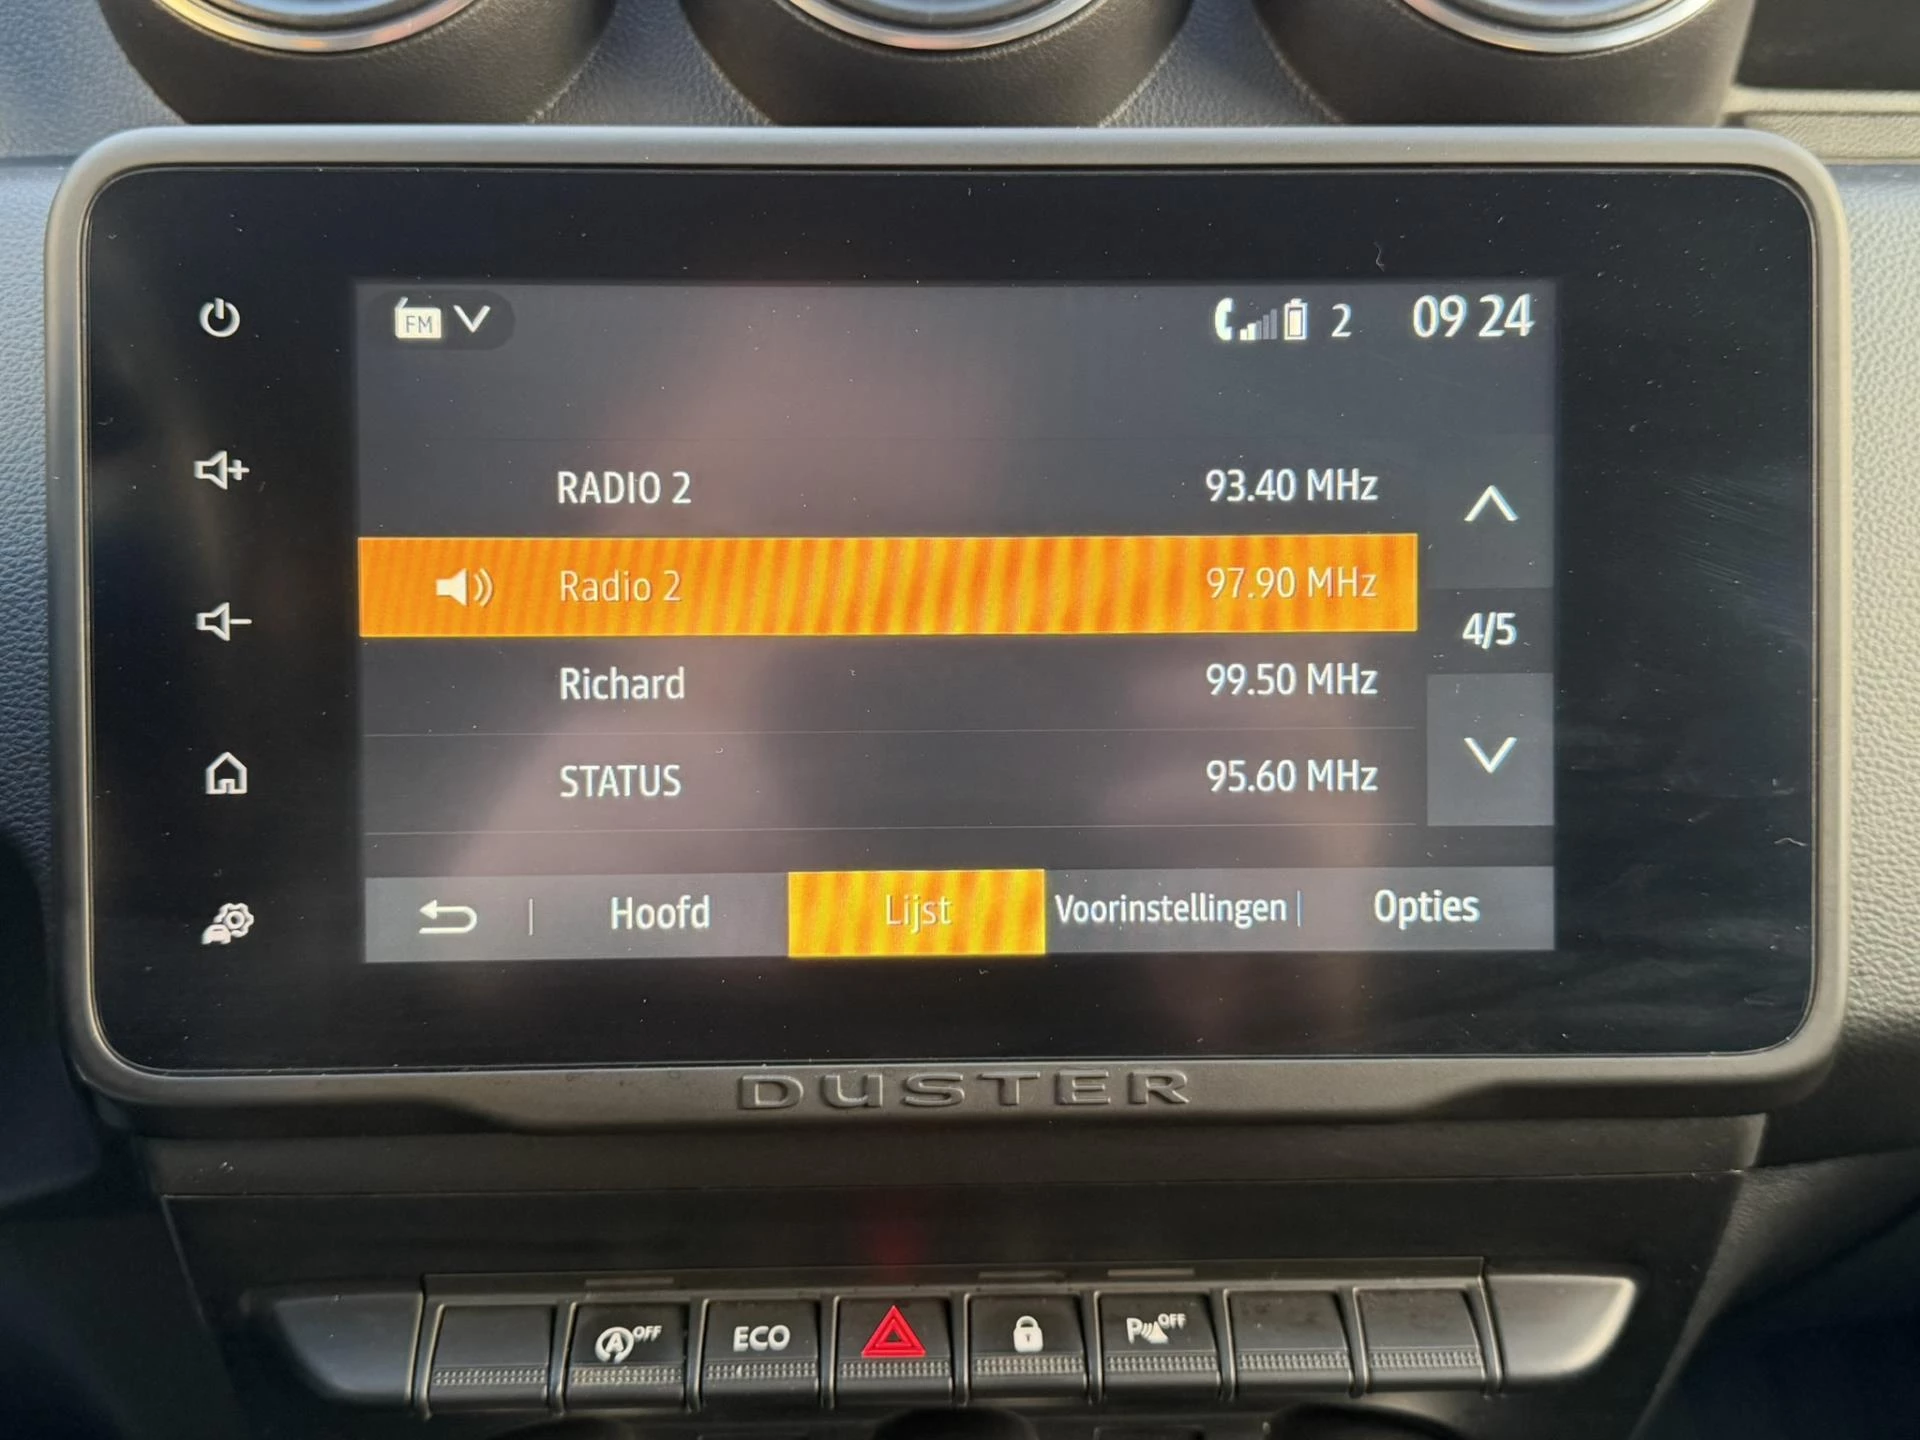 FM 2 09 24
RADIO 2 93.40 MHz
Radio 2 97.90 MHz
4/5
Richard 99.50 MHz
STATUS 95.60 MHz
Hoofd Lijst Voorinstellingen Opties
DUSTER
A OFF ECO P OFF